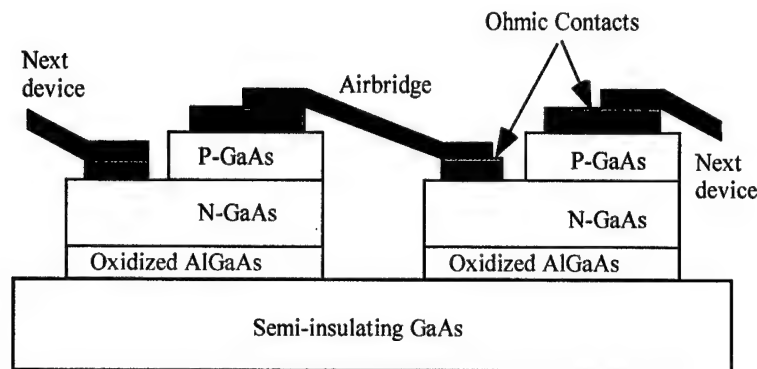 Ohmic Contacts
Next
device
Airbridge
P-GaAs
P-GaAs
Next
device
N-GaAs
N-GaAs
Oxidized AlGaAs
Oxidized AlGaAs
Semi-insulating GaAs